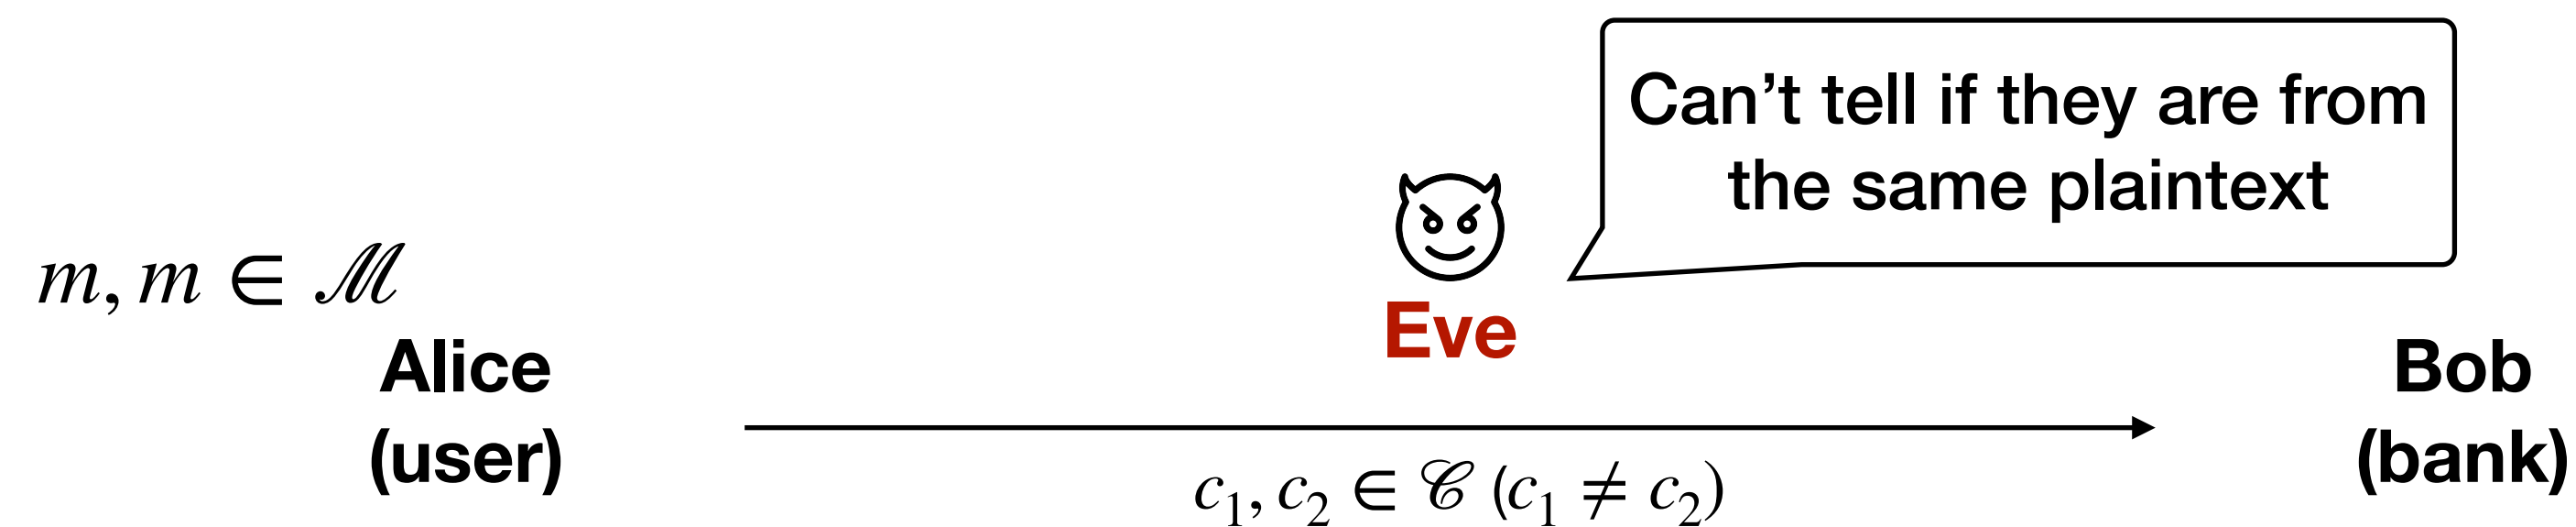 Can't tell if they are from
the same plaintext
m, m ∈ ℳ
Eve
Alice
(user)
Bob
(bank)
c₁, c₂ ∈ 𝒞 (c₁ ≠ c₂)